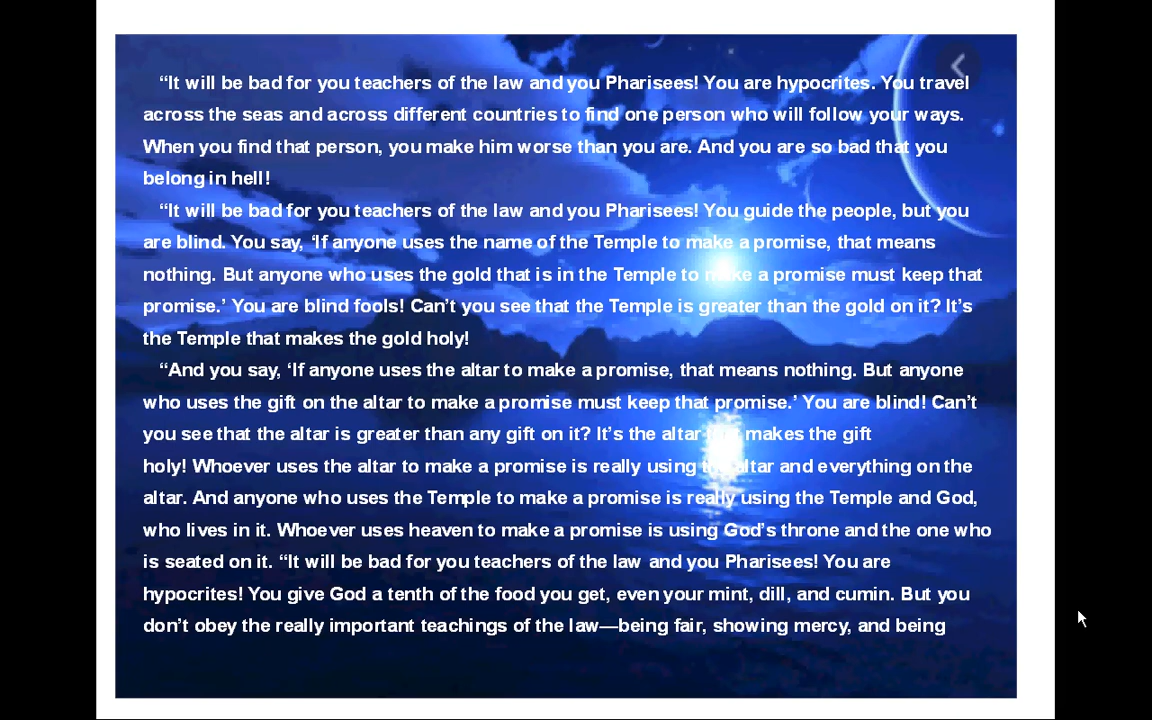 “It will be bad for you teachers of the law and you Pharisees! You are hypocrites. You travel
across the seas and across different countries to find one person who will follow your ways.
When you find that person, you make him worse than you are. And you are so bad that you
belong in hell!
“It will be bad for you teachers of the law and you Pharisees! You guide the people, but you
are blind. You say, ‘If anyone uses the name of the Temple to make a promise, that means
nothing. But anyone who uses the gold that is in the Temple to make a promise must keep that
promise.’ You are blind fools! Can’t you see that the Temple is greater than the gold on it? It’s
the Temple that makes the gold holy!
“And you say, ‘If anyone uses the altar to make a promise, that means nothing. But anyone
who uses the gift on the altar to make a promise must keep that promise.’ You are blind! Can’t
you see that the altar is greater than any gift on it? It’s the altar that makes the gift
holy! Whoever uses the altar to make a promise is really using the altar and everything on the
altar. And anyone who uses the Temple to make a promise is really using the Temple and God,
who lives in it. Whoever uses heaven to make a promise is using God’s throne and the one who
is seated on it. “It will be bad for you teachers of the law and you Pharisees! You are
hypocrites! You give God a tenth of the food you get, even your mint, dill, and cumin. But you
don’t obey the really important teachings of the law—being fair, showing mercy, and being